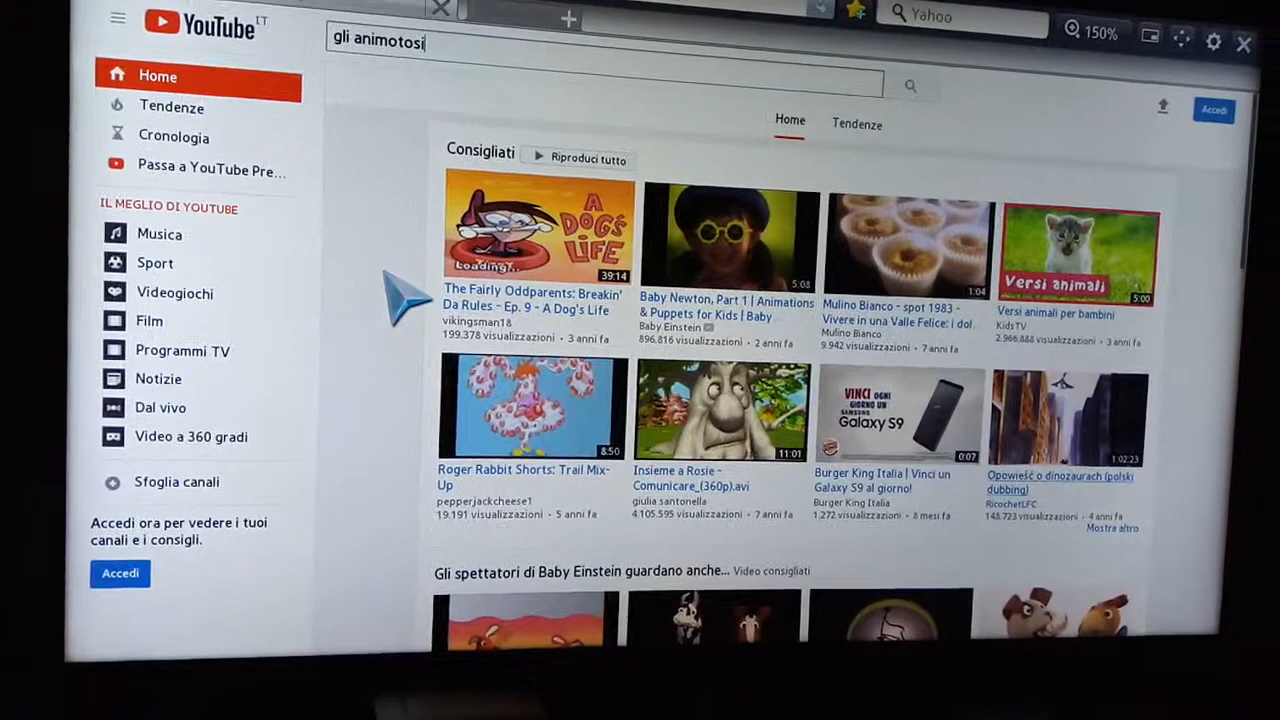 YouTube IT
gli animotosi
Yahoo
150%
Home
Tendenze
Cronologia
Passa a YouTube Pre...
IL MEGLIO DI YOUTUBE
Musica
Sport
Videogiochi
Film
Programmi TV
Notizie
Dal vivo
Video a 360 gradi
Sfoglia canali
Accedi ora per vedere i tuoi
canali e i consigli.
Accedi
Accedi
Home
Tendenze
Consigliati
Riproduci tutto
A
DOG'S
LIFE
Loading...
39:14
The Fairly Oddparents: Breakin'
Da Rules - Ep. 9 - A Dog's Life
vikingsman18
199.378 visualizzazioni • 3 anni fa
5:08
Baby Newton, Part 1 | Animations
& Puppets for Kids | Baby...
Baby Einstein
896.816 visualizzazioni • 2 anni fa
1:04
Mulino Bianco - spot 1983 -
Vivere in una Valle Felice: i dol...
Mulino Bianco
9.942 visualizzazioni • 7 anni fa
Versi animali
5:00
Versi animali per bambini
KidsTV
2.966.888 visualizzazioni • 3 anni fa
8:50
Roger Rabbit Shorts: Trail Mix-
Up
pepperjackcheese1
19.191 visualizzazioni • 5 anni fa
11:01
Insieme a Rosie -
Comunicare_(360p).avi
giulia santonella
4.105.595 visualizzazioni • 7 anni fa
VINCI OGNI
GIORNO UN
SAMSUNG
Galaxy S9
0:07
Burger King Italia | Vinci un
Galaxy S9 al giorno!
Burger King Italia
1.272 visualizzazioni • 8 mesi fa
1:02:23
Opowieść o dinozaurach (polski
dubbing)
RicochetLFC
148.723 visualizzazioni • 4 anni fa
Mostra altro
Gli spettatori di Baby Einstein guardano anche...
Video consigliati